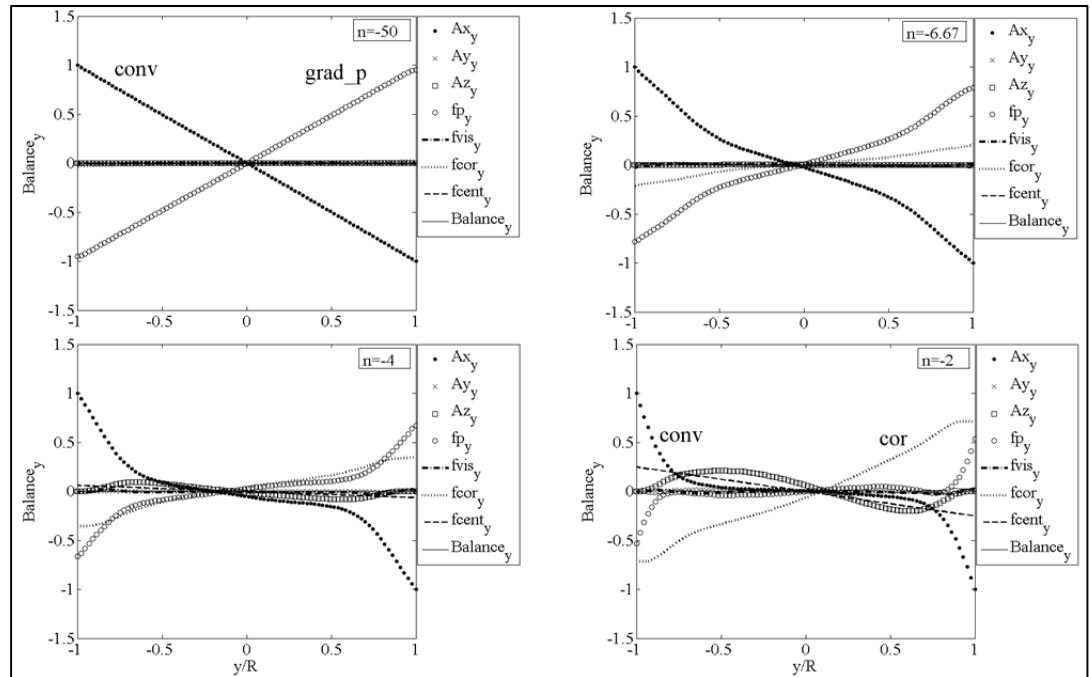 1.5
1
0.5
0
-0.5
-1
-1.5
Balance_y
-1 -0.5 0 0.5 1
n=-50
conv
grad_p
Ax_y
Ay_y
Az_y
fp_y
fvis_y
fcor_y
fcent_y
Balance_y
1.5
1
0.5
0
-0.5
-1
-1.5
Balance_y
-1 -0.5 0 0.5 1
n=-6.67
Ax_y
Ay_y
Az_y
fp_y
fvis_y
fcor_y
fcent_y
Balance_y
1.5
1
0.5
0
-0.5
-1
-1.5
Balance_y
-1 -0.5 0 0.5 1
y/R
n=-4
Ax_y
Ay_y
Az_y
fp_y
fvis_y
fcor_y
fcent_y
Balance_y
1.5
1
0.5
0
-0.5
-1
-1.5
Balance_y
-1 -0.5 0 0.5 1
y/R
n=-2
conv
cor
Ax_y
Ay_y
Az_y
fp_y
fvis_y
fcor_y
fcent_y
Balance_y